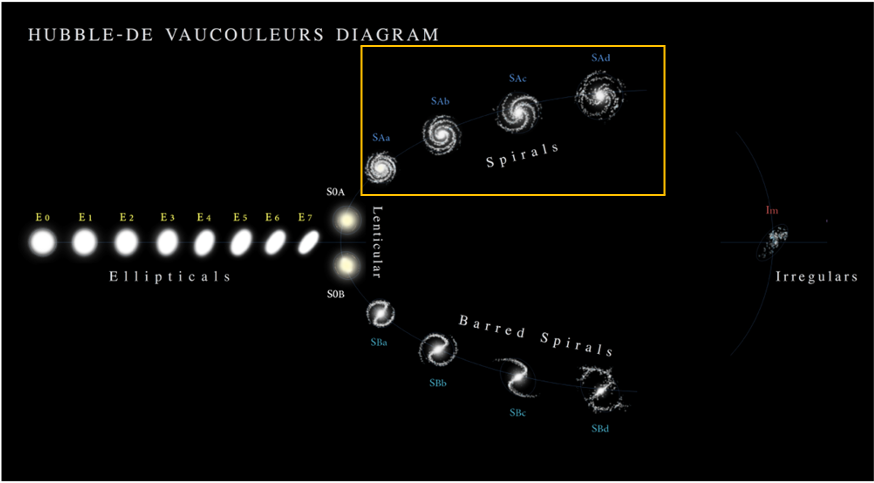 HUBBLE-DE VAUCOULEURS DIAGRAM
SAa
SAb
SAc
SAd
Spirals
E0 E1 E2 E3 E4 E5 E6 E7
Ellipticals
S0A
Lenticular
S0B
SBa
SBb
SBc
SBd
Barred Spirals
Im
Irregulars